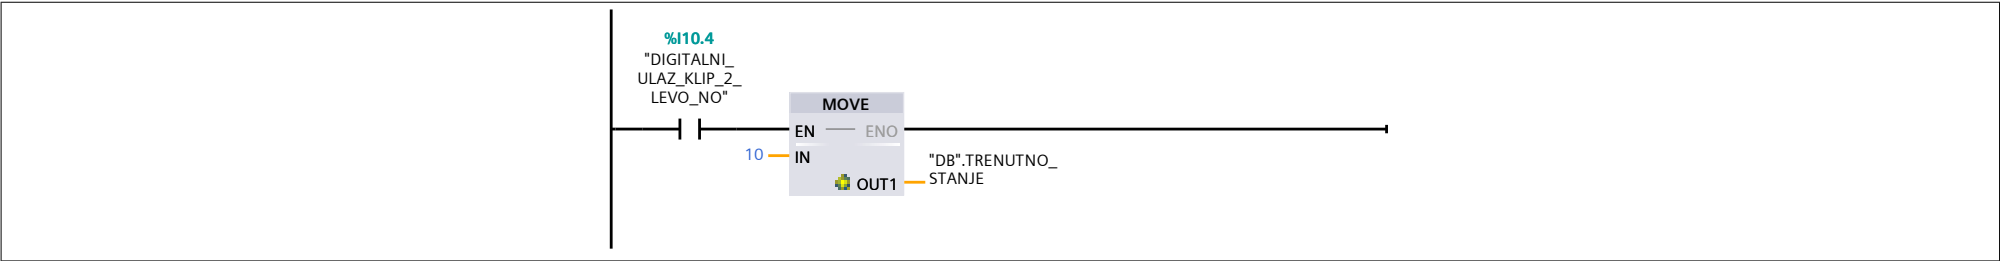 %I10.4
"DIGITALNI_
ULAZ_KLIP_2_
LEVO_NO"
MOVE
EN
ENO
10
IN
"DB".TRENUTNO_
STANJE
OUT1